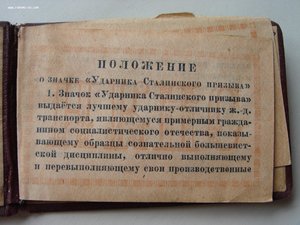 ПОЛОЖЕНИЕ
О ЗНАЧКЕ «УДАРНИКА СТАЛИНСКОГО ПРИЗЫВА»
1. Значок «Ударника Сталинского призыва»
выдаётся лучшему ударнику-отличнику ж.-д.
транспорта, являющемуся примерным гражда-
нином социалистического отечества, показы-
вающему образцы сознательной большевист-
ской дисциплины, отлично выполняющему
и перевыполняющему свои производственные